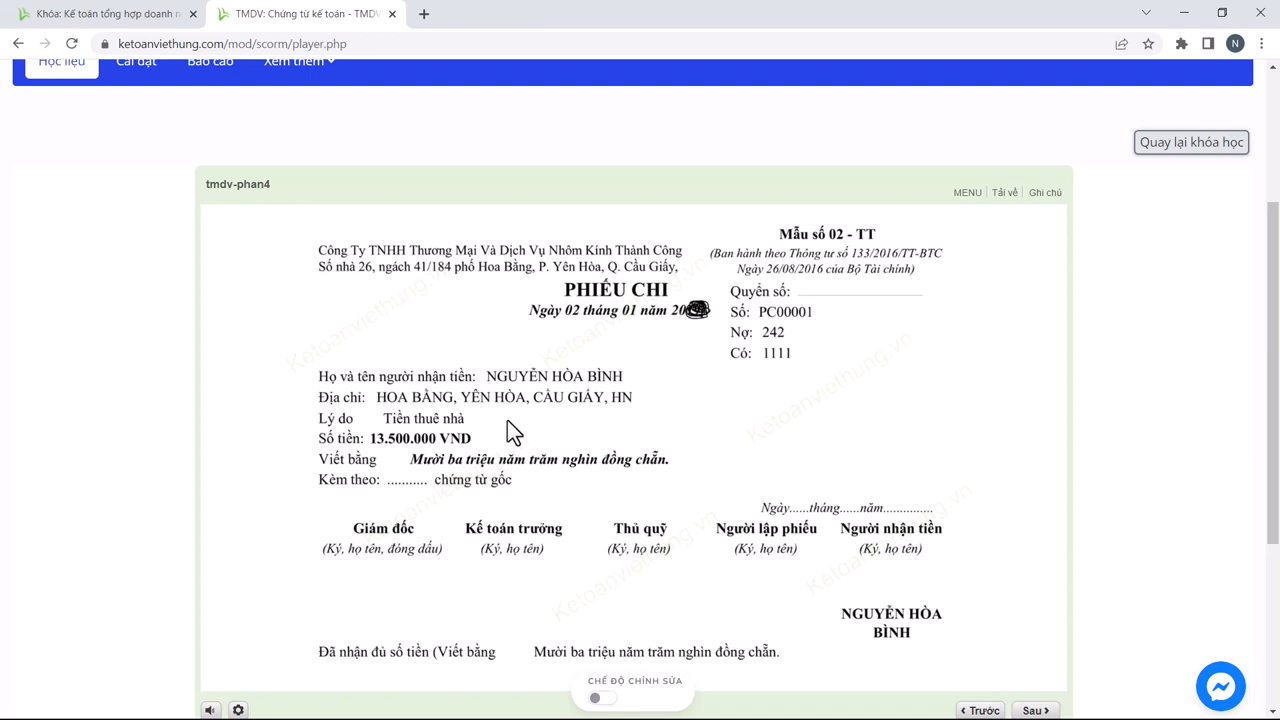 Khóa: Kế toán tổng hợp doanh n
TMDV: Chứng từ kế toán - TMDV
ketoanviethung.com/mod/scorm/player.php
N
Học liệu
Cài đặt
Báo cáo
Xem thêm
Quay lại khóa học
tmdv-phan4
MENU
Tải về
Ghi chú
Công Ty TNHH Thương Mại Và Dịch Vụ Nhôm Kính Thành Công
Số nhà 26, ngách 41/184 phố Hoa Bằng, P. Yên Hòa, Q. Cầu Giấy,
Mẫu số 02 - TT
(Ban hành theo Thông tư số 133/2016/TT-BTC
Ngày 26/08/2016 của Bộ Tài chính)
PHIẾU CHI
Ngày 02 tháng 01 năm 20
Quyển số:
Số: PC00001
Nợ: 242
Có: 1111
Họ và tên người nhận tiền: NGUYỄN HÒA BÌNH
Địa chỉ: HOA BẰNG, YÊN HÒA, CẦU GIẤY, HN
Lý do Tiền thuê nhà
Số tiền: 13.500.000 VND
Viết bằng Mười ba triệu năm trăm nghìn đồng chẵn.
Kèm theo: ........... chứng từ gốc
Ngày......tháng......năm...............
Giám đốc Kế toán trưởng Thủ quỹ Người lập phiếu Người nhận tiền
(Ký, họ tên, đóng dấu) (Ký, họ tên) (Ký, họ tên) (Ký, họ tên) (Ký, họ tên)
NGUYỄN HÒA
BÌNH
Đã nhận đủ số tiền (Viết bằng Mười ba triệu năm trăm nghìn đồng chẵn.
CHẾ ĐỘ CHỈNH SỬA
Trước
Sau
Ketoanviethung.vn
Ketoanviethung.vn
Ketoanviethung.vn
Ketoanviethung.vn
Ketoanviethung.vn